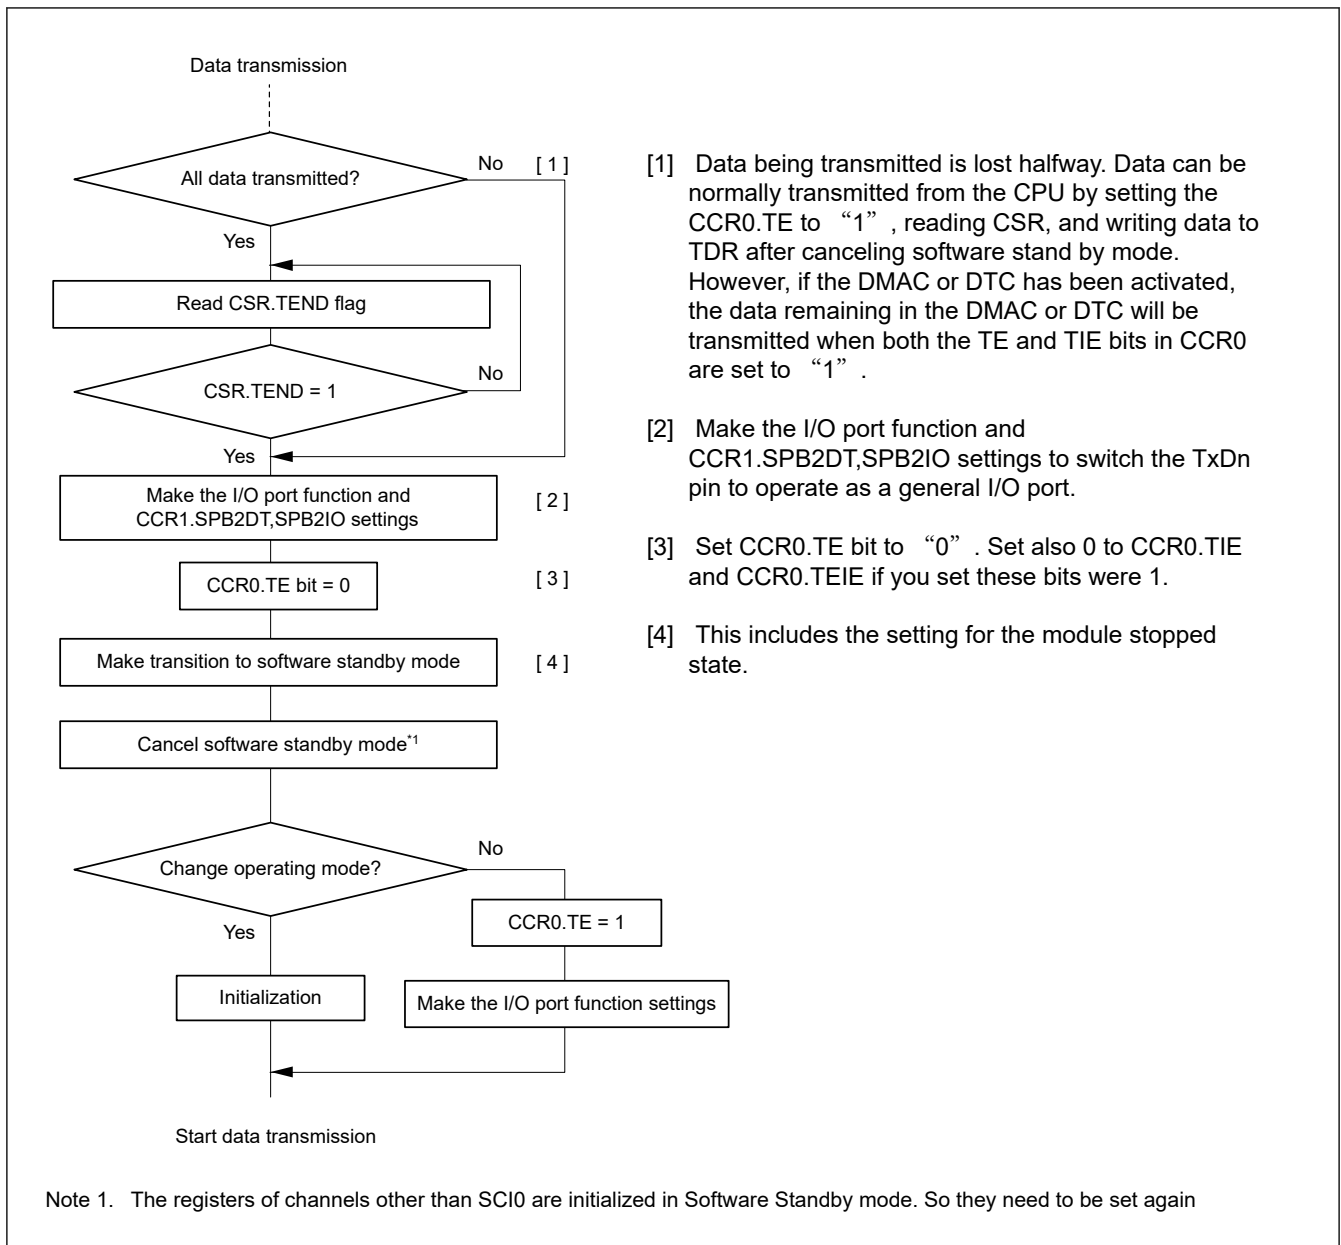 Data transmission
All data transmitted?
No [ 1 ]
Yes
Read CSR.TEND flag
CSR.TEND = 1
No
Yes
Make the I/O port function and
CCR1.SPB2DT,SPB2IO settings
[ 2 ]
CCR0.TE bit = 0
[ 3 ]
Make transition to software standby mode
[ 4 ]
Cancel software standby mode*1
Change operating mode?
No
Yes
CCR0.TE = 1
Initialization
Make the I/O port function settings
Start data transmission
[1] Data being transmitted is lost halfway. Data can be
normally transmitted from the CPU by setting the
CCR0.TE to “1”, reading CSR, and writing data to
TDR after canceling software stand by mode.
However, if the DMAC or DTC has been activated,
the data remaining in the DMAC or DTC will be
transmitted when both the TE and TIE bits in CCR0
are set to “1”.
[2] Make the I/O port function and
CCR1.SPB2DT,SPB2IO settings to switch the TxDn
pin to operate as a general I/O port.
[3] Set CCR0.TE bit to “0”. Set also 0 to CCR0.TIE
and CCR0.TEIE if you set these bits were 1.
[4] This includes the setting for the module stopped
state.
Note 1. The registers of channels other than SCI0 are initialized in Software Standby mode. So they need to be set again